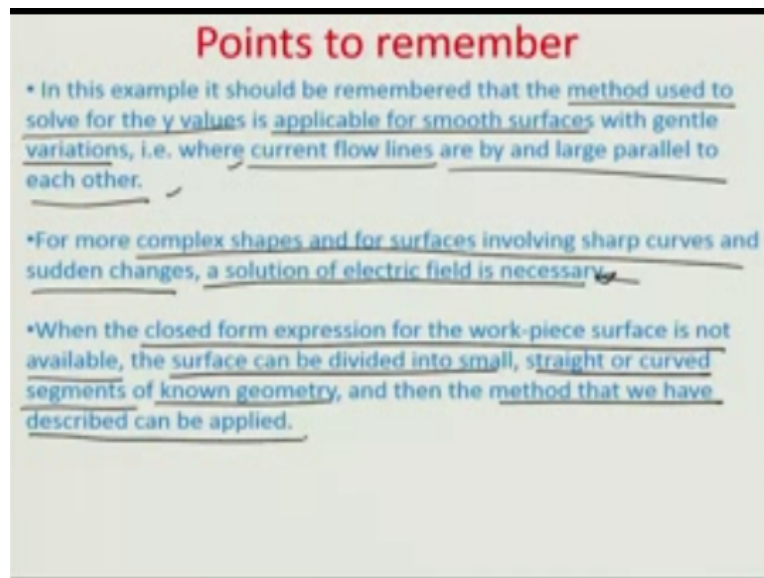 Points to remember
• In this example it should be remembered that the method used to
solve for the y values is applicable for smooth surfaces with gentle
variations, i.e. where current flow lines are by and large parallel to
each other.
•For more complex shapes and for surfaces involving sharp curves and
sudden changes, a solution of electric field is necessary.
•When the closed form expression for the work-piece surface is not
available, the surface can be divided into small, straight or curved
segments of known geometry, and then the method that we have
described can be applied.